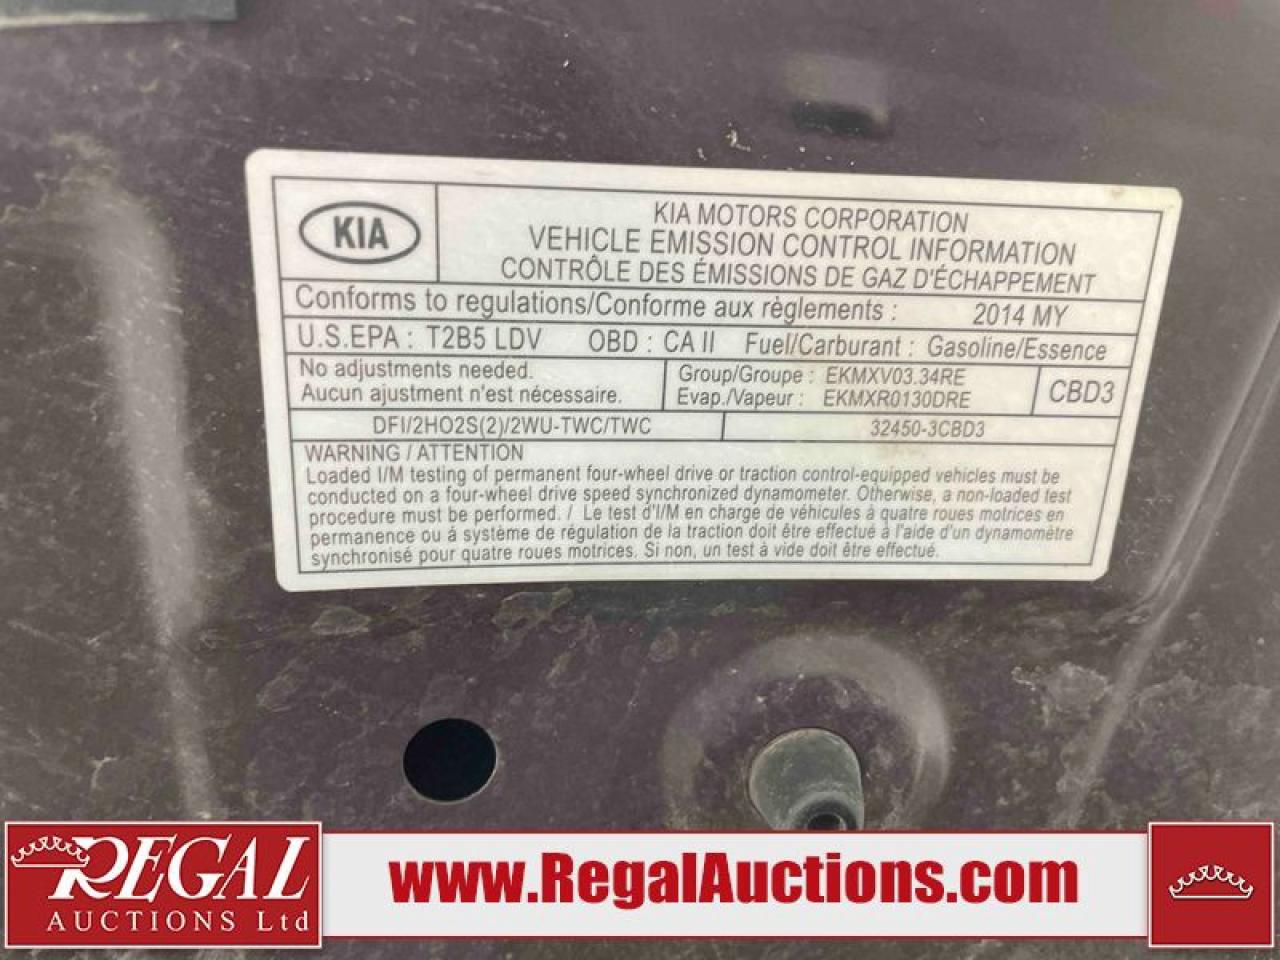 KIA
KIA MOTORS CORPORATION
VEHICLE EMISSION CONTROL INFORMATION
CONTRÔLE DES ÉMISSIONS DE GAZ D'ÉCHAPPEMENT
Conforms to regulations/Conforme aux règlements : 2014 MY
U.S.EPA : T2B5 LDV OBD : CA II Fuel/Carburant : Gasoline/Essence
No adjustments needed.
Aucun ajustment n'est nécessaire.
Group/Groupe : EKMXV03.34RE
Evap./Vapeur : EKMXR0130DRE
CBD3
DFI/2HO2S(2)/2WU-TWC/TWC 32450-3CBD3
WARNING / ATTENTION
Loaded I/M testing of permanent four-wheel drive or traction control-equipped vehicles must be
conducted on a four-wheel drive speed synchronized dynamometer. Otherwise, a non-loaded test
procedure must be performed. / Le test d'I/M en charge de véhicules à quatre roues motrices en
permanence ou á système de régulation de la traction doit être effectué à l'aide d'un dynamomètre
synchronisé pour quatre roues motrices. Si non, un test à vide doit être effectué.
REGAL
AUCTIONS Ltd
www.RegalAuctions.com